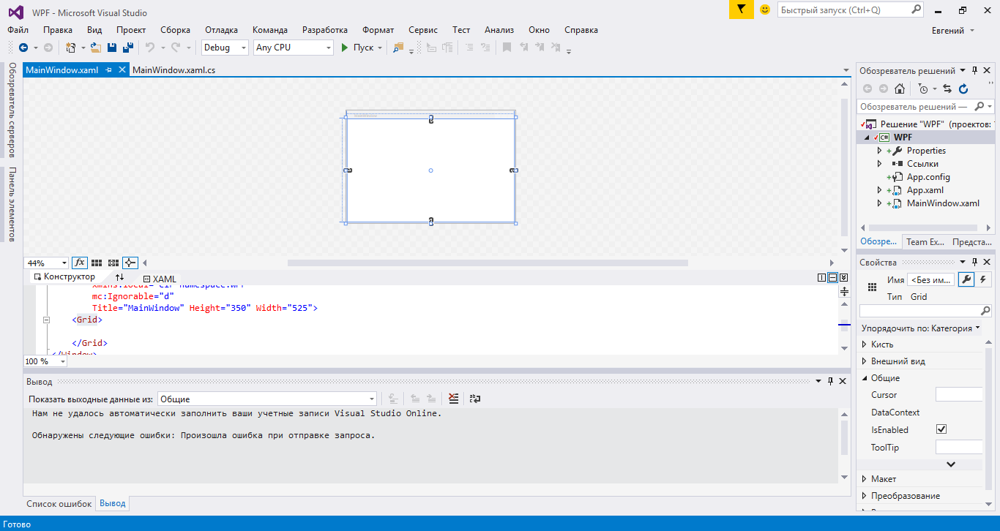 WPF - Microsoft Visual Studio
Быстрый запуск (Ctrl+Q)
Файл Правка Вид Проект Сборка Отладка Команда Разработка Формат Сервис Тест Анализ Окно Справка
Евгений
Debug Any CPU Пуск
Обозреватель серверов
Панель элементов
MainWindow.xaml MainWindow.xaml.cs
44%
Конструктор XAML
mc:Ignorable="d"
Title="MainWindow" Height="350" Width="525">
<Grid>
</Grid>
</Window>
100 %
Вывод
Показать выходные данные из: Общие
Нам не удалось автоматически заполнить ваши учетные записи Visual Studio Online.
Обнаружены следующие ошибки: Произошла ошибка при отправке запроса.
Список ошибок Вывод
Готово
Обозреватель решений
Обозреватель решений —
Решение "WPF" (проектов:
WPF
Properties
Ссылки
App.config
App.xaml
MainWindow.xaml
Обозре... Team Ex... Предста...
Свойства
Имя <Без им...
Тип Grid
Упорядочить по: Категория
Кисть
Внешний вид
Общие
Cursor
DataContext
IsEnabled
ToolTip
Макет
Преобразование